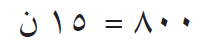 ٨٠٠ = ١٥ ن